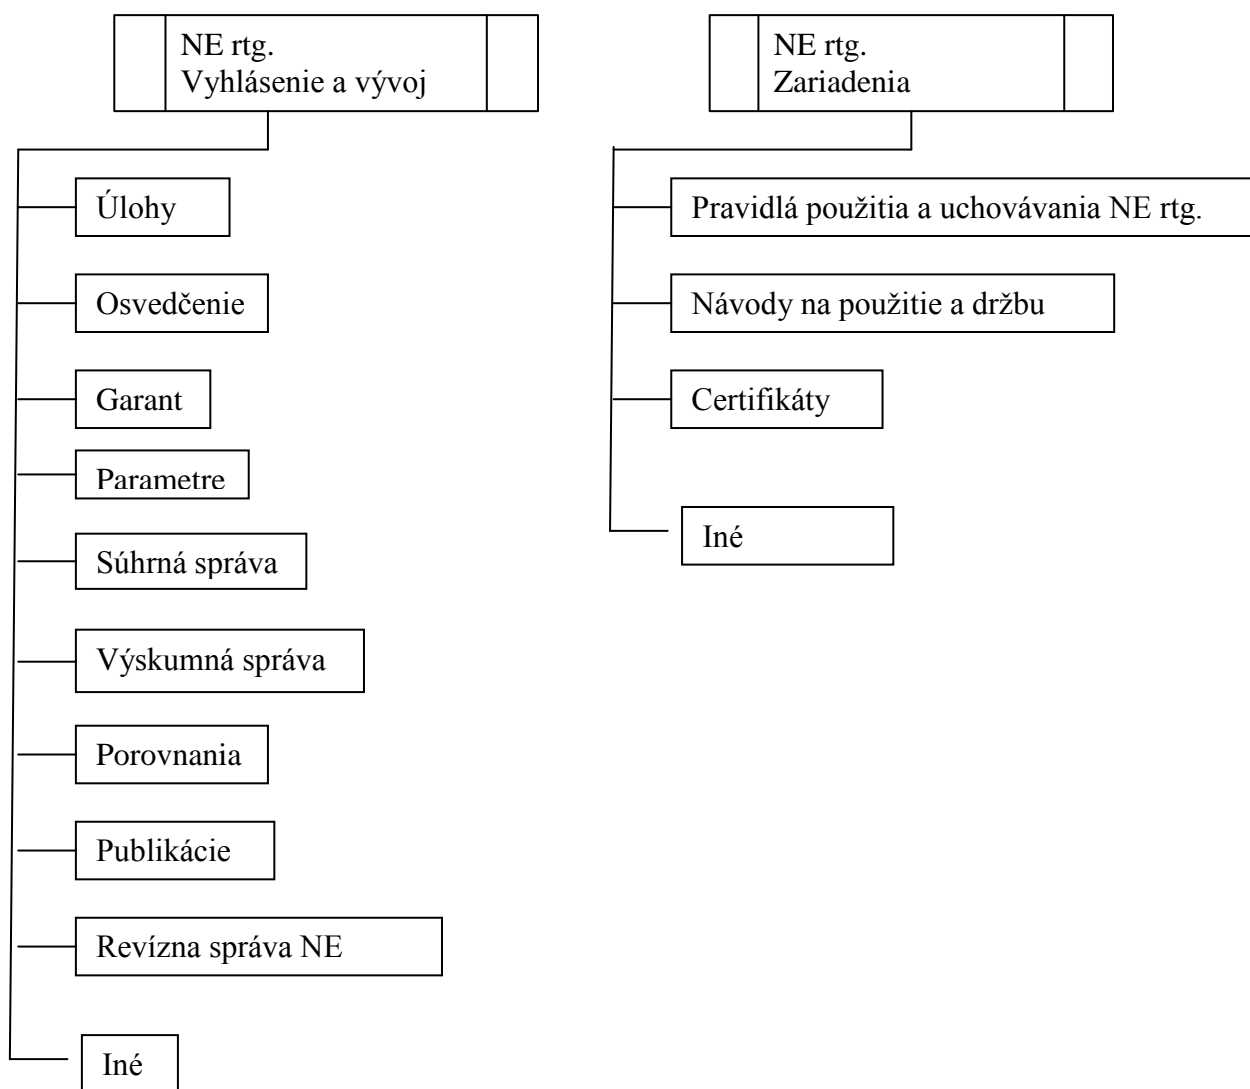 NE rtg.
Vyhlásenie a vývoj
Úlohy
Osvedčenie
Garant
Parametre
Súhrná správa
Výskumná správa
Porovnania
Publikácie
Revízna správa NE
Iné
NE rtg.
Zariadenia
Pravidlá použitia a uchovávania NE rtg.
Návody na použitie a držbu
Certifikáty
Iné